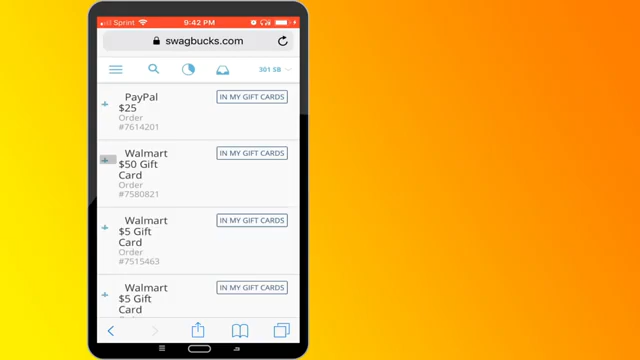 Sprint 9:42 PM
swagbucks.com
301 SB
PayPal
$25
Order
#7614201
IN MY GIFT CARDS
Walmart
$50 Gift
Card
Order
#7580821
IN MY GIFT CARDS
Walmart
$5 Gift
Card
Order
#7515463
IN MY GIFT CARDS
Walmart
$5 Gift
Card
IN MY GIFT CARDS